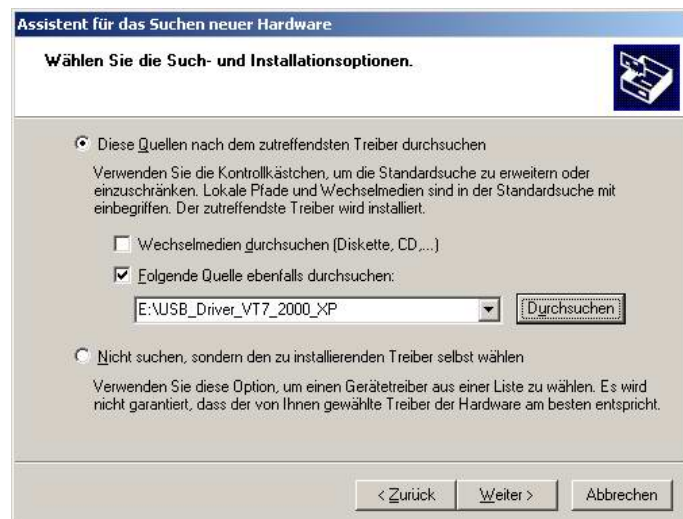 Assistent für das Suchen neuer Hardware
Wählen Sie die Such- und Installationsoptionen.
Diese Quellen nach dem zutreffendsten Treiber durchsuchen
Verwenden Sie die Kontrollkästchen, um die Standardsuche zu erweitern oder
einzuschränken. Lokale Pfade und Wechselmedien sind in der Standardsuche mit
einbegriffen. Der zutreffendste Treiber wird installiert.
Wechselmedien durchsuchen (Diskette, CD,...)
Folgende Quelle ebenfalls durchsuchen:
E:\USB_Driver_VT7_2000_XP
Durchsuchen
Nicht suchen, sondern den zu installierenden Treiber selbst wählen
Verwenden Sie diese Option, um einen Gerätetreiber aus einer Liste zu wählen. Es wird
nicht garantiert, dass der von Ihnen gewählte Treiber der Hardware am besten entspricht.
< Zurück
Weiter >
Abbrechen